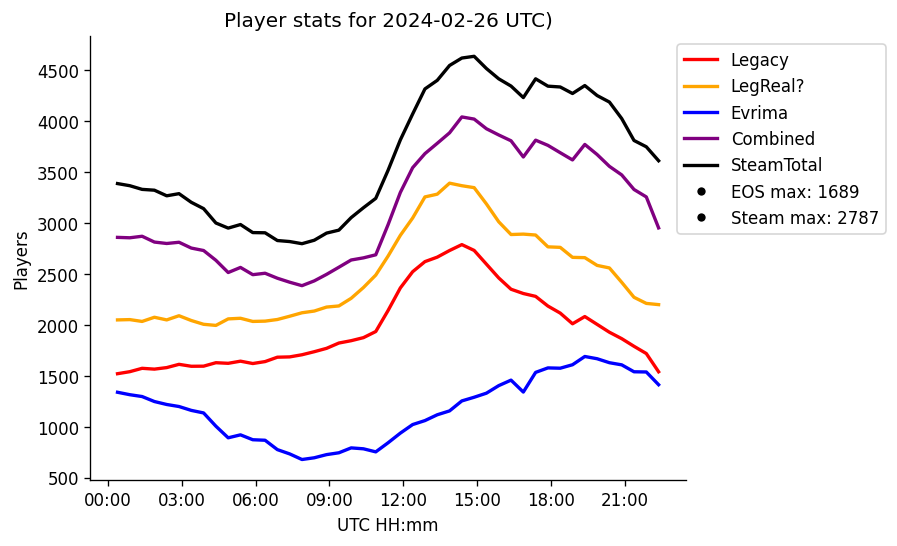 Player stats for 2024-02-26 UTC)
Players
4500
4000
3500
3000
2500
2000
1500
1000
500
00:00 03:00 06:00 09:00 12:00 15:00 18:00 21:00
UTC HH:mm
Legacy
LegReal?
Evrima
Combined
SteamTotal
EOS max: 1689
Steam max: 2787